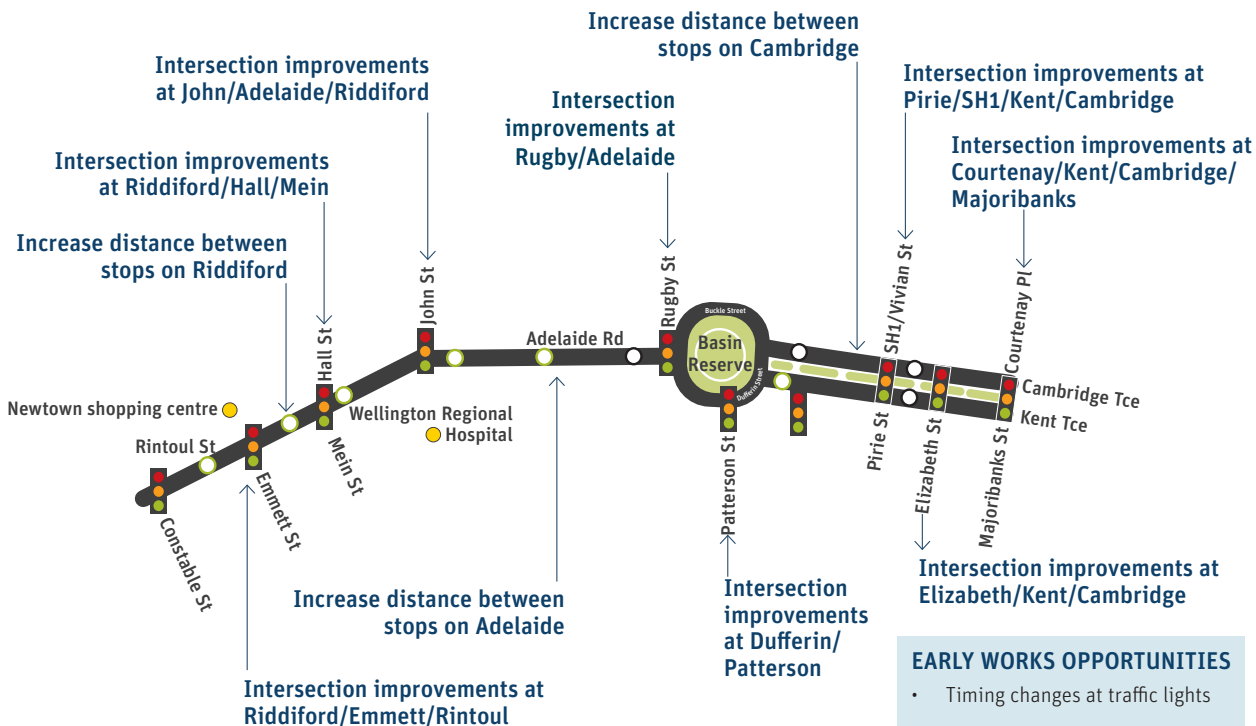 Increase distance between
stops on Cambridge
Intersection improvements
at John/Adelaide/Riddiford
Intersection improvements at
Pirie/SH1/Kent/Cambridge
Intersection
improvements at
Rugby/Adelaide
Intersection improvements at
Courtenay/Kent/Cambridge/
Majoribanks
Intersection improvements
at Riddiford/Hall/Mein
Increase distance between
stops on Riddiford
John St
Rugby St
SH1/Vivian St
Courtenay Pl
Hall St
Adelaide Rd
Buckle Street
Basin
Reserve
Dufferin Street
Cambridge Tce
Kent Tce
Newtown shopping centre
Wellington Regional
Hospital
Rintoul St
Mein St
Emmett St
Constable St
Patterson St
Pirie St
Elizabeth St
Majoribanks St
Increase distance between
stops on Adelaide
Intersection
improvements
at Dufferin/
Patterson
Intersection improvements at
Elizabeth/Kent/Cambridge
Intersection improvements at
Riddiford/Emmett/Rintoul
EARLY WORKS OPPORTUNITIES
• Timing changes at traffic lights